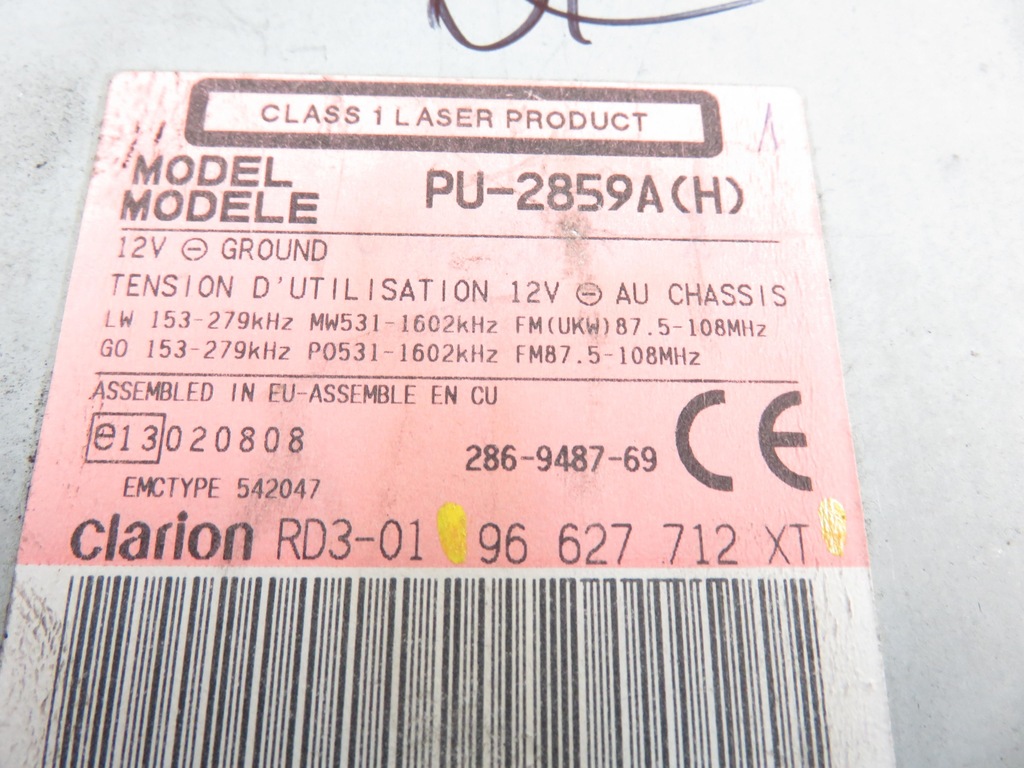 CLASS 1 LASER PRODUCT
MODEL
MODELE
PU-2859A(H)
12V ⊖ GROUND
TENSION D'UTILISATION 12V ⊖ AU CHASSIS
LW 153-279kHz MW531-1602kHz FM(UKW)87.5-108MHz
GO 153-279kHz PO531-1602kHz FM87.5-108MHz
ASSEMBLED IN EU-ASSEMBLE EN CU
e13 020808
286-9487-69
CE
EMCTYPE 542047
clarion RD3-01 96 627 712 XT